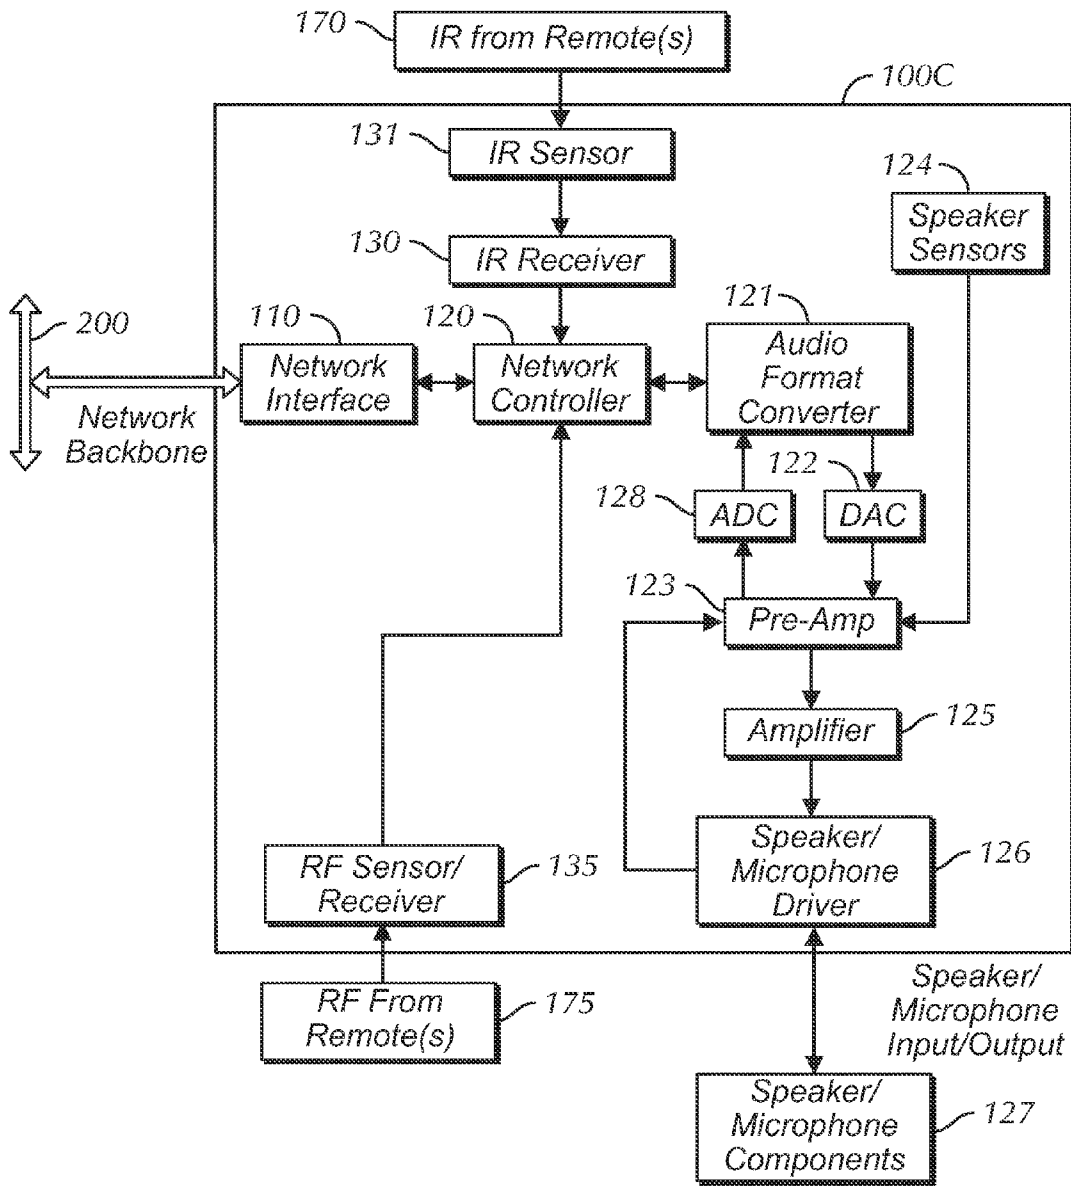 170
IR from Remote(s)
100C
131
IR Sensor
124
Speaker
Sensors
130
IR Receiver
200
110
120
121
Network
Interface
Network
Controller
Audio
Format
Converter
Network
Backbone
128
ADC
122
DAC
123
Pre-Amp
Amplifier
125
RF Sensor/
Receiver
135
Speaker/
Microphone
Driver
126
RF From
Remote(s)
175
Speaker/
Microphone
Input/Output
Speaker/
Microphone
Components
127